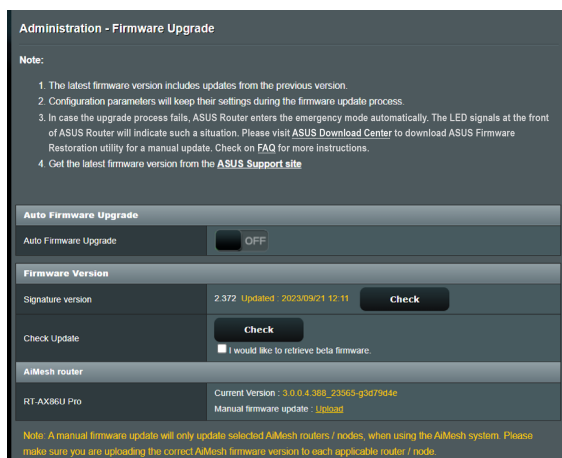 Administration - Firmware Upgrade
Note:
1. The latest firmware version includes updates from the previous version.
2. Configuration parameters will keep their settings during the firmware update process.
3. In case the upgrade process fails, ASUS Router enters the emergency mode automatically. The LED signals at the front
of ASUS Router will indicate such a situation. Please visit ASUS Download Center to download ASUS Firmware
Restoration utility for a manual update. Check on FAQ for more instructions.
4. Get the latest firmware version from the ASUS Support site
Auto Firmware Upgrade
Auto Firmware Upgrade OFF
Firmware Version
Signature version 2.372 Updated : 2023/09/21 12:11 Check
Check Update Check
I would like to retrieve beta firmware.
AiMesh router
RT-AX86U Pro Current Version : 3.0.0.4.388_23565-g3d79d4e
Manual firmware update : Upload
Note: A manual firmware update will only update selected AiMesh routers / nodes, when using the AiMesh system. Please
make sure you are uploading the correct AiMesh firmware version to each applicable router / node.